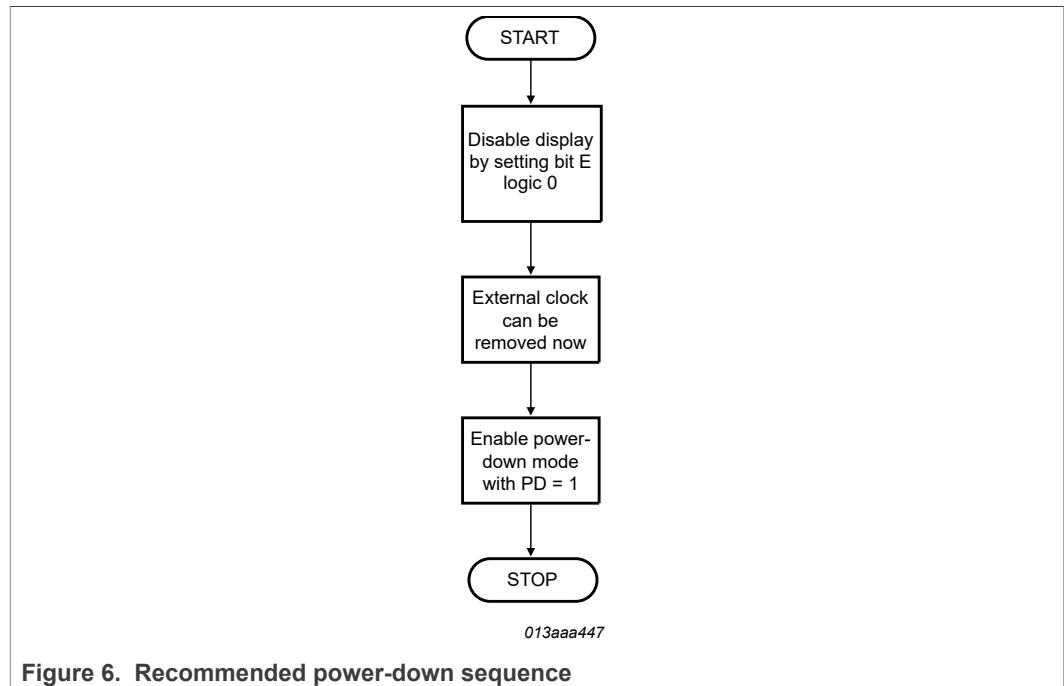 START
Disable display
by setting bit E
logic 0
External clock
can be
removed now
Enable power-
down mode
with PD = 1
STOP
013aaa447
Figure 6. Recommended power-down sequence